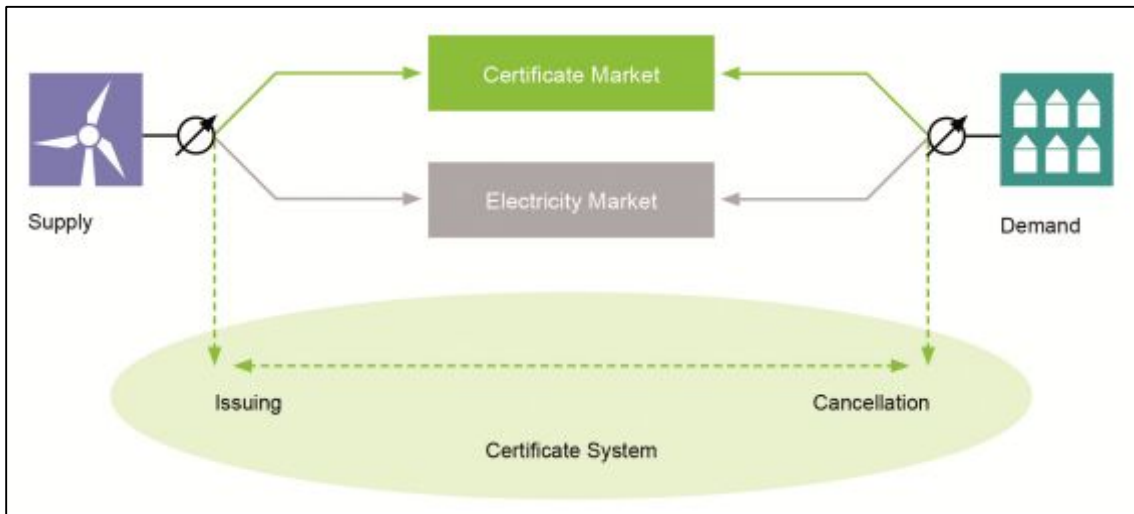 Certificate Market
Electricity Market
Supply
Demand
Issuing
Cancellation
Certificate System